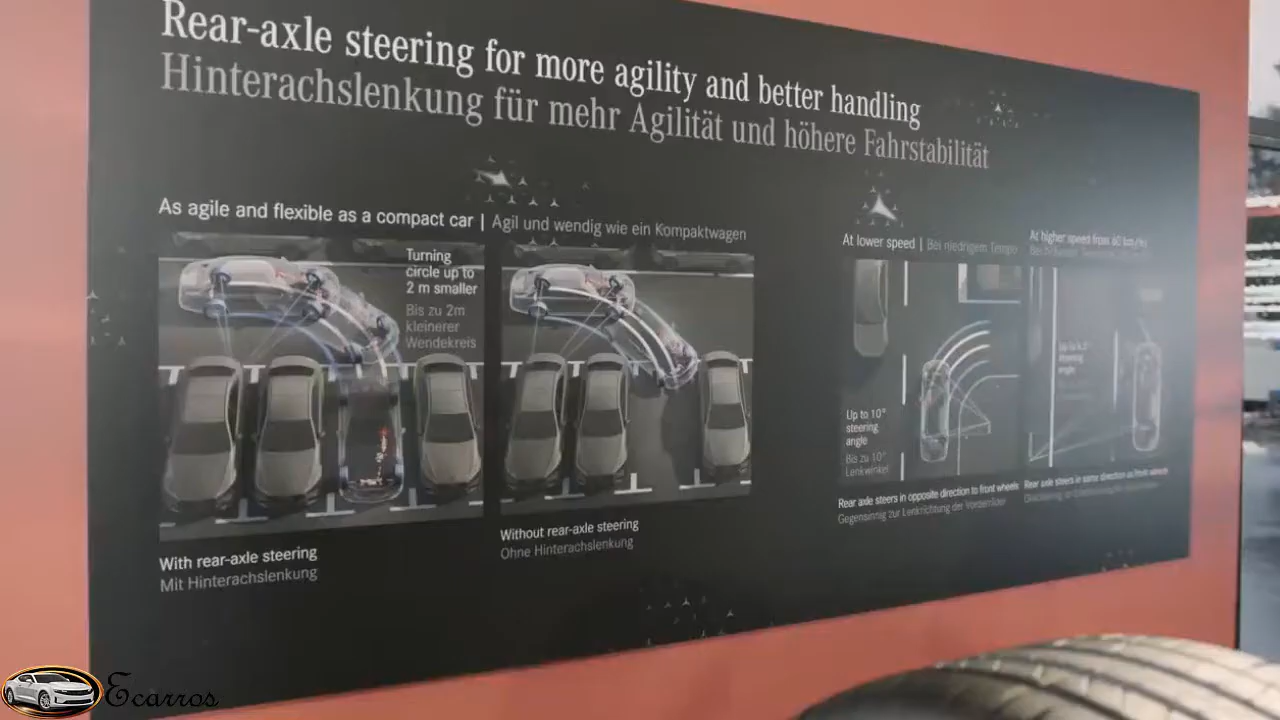 Rear-axle steering for more agility and better handling
Hinterachslenkung für mehr Agilität und höhere Fahrstabilität
As agile and flexible as a compact car | Agil und wendig wie ein Kompaktwagen
Turning
circle up to
2 m smaller
Bis zu 2m
kleinerer
Wendekreis
With rear-axle steering
Mit Hinterachslenkung
Without rear-axle steering
Ohne Hinterachslenkung
At lower speed | Bei niedrigem Tempo
Up to 10°
steering
angle
Bis zu 10°
Lenkwinkel
Rear axle steers in opposite direction to front wheels
Gegensinnig zur Lenkrichtung der Vorderräder
At higher speed from 60 km/h
steering
angle
Rear axle steers in same direction as front wheels
Ecarros